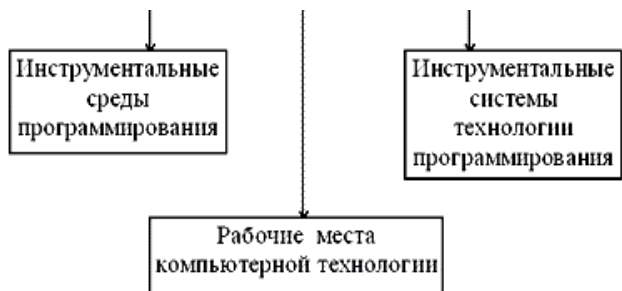 Инструментальные
среды
программирования
Инструментальные
системы
технологии
программирования
Рабочие места
компьютерной технологии